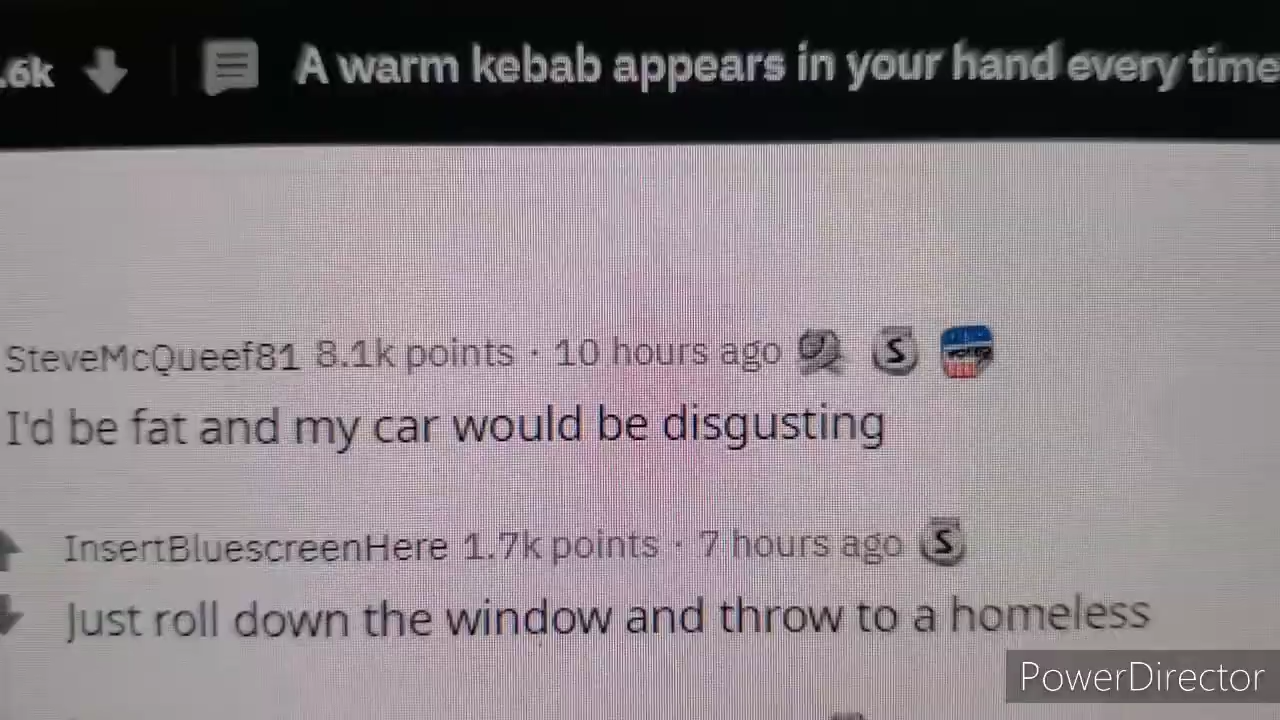 .6k A warm kebab appears in your hand every time
SteveMcQueef81 8.1k points · 10 hours ago
I'd be fat and my car would be disgusting
InsertBluescreenHere 1.7k points · 7 hours ago
Just roll down the window and throw to a homeless
PowerDirector